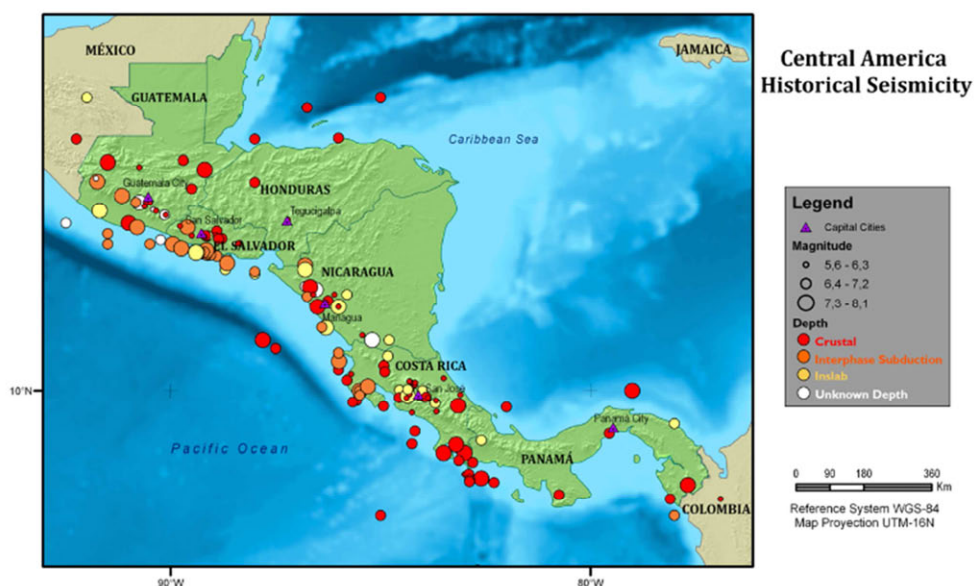 MÉXICO
JAMAICA
Central America
Historical Seismicity
GUATEMALA
Caribbean Sea
Guatemala City
HONDURAS
Tegucigalpa
San Salvador
EL SALVADOR
NICARAGUA
Managua
COSTA RICA
San José
10°N
Panamá City
Pacific Ocean
PANAMÁ
COLOMBIA
90°W
80°W
Legend
Capital Cities
Magnitude
5,6 - 6,3
6,4 - 7,2
7,3 - 8,1
Depth
Crustal
Interphase Subduction
Inslab
Unknown Depth
0 90 180 360
Km
Reference System WGS-84
Map Proyection UTM-16N